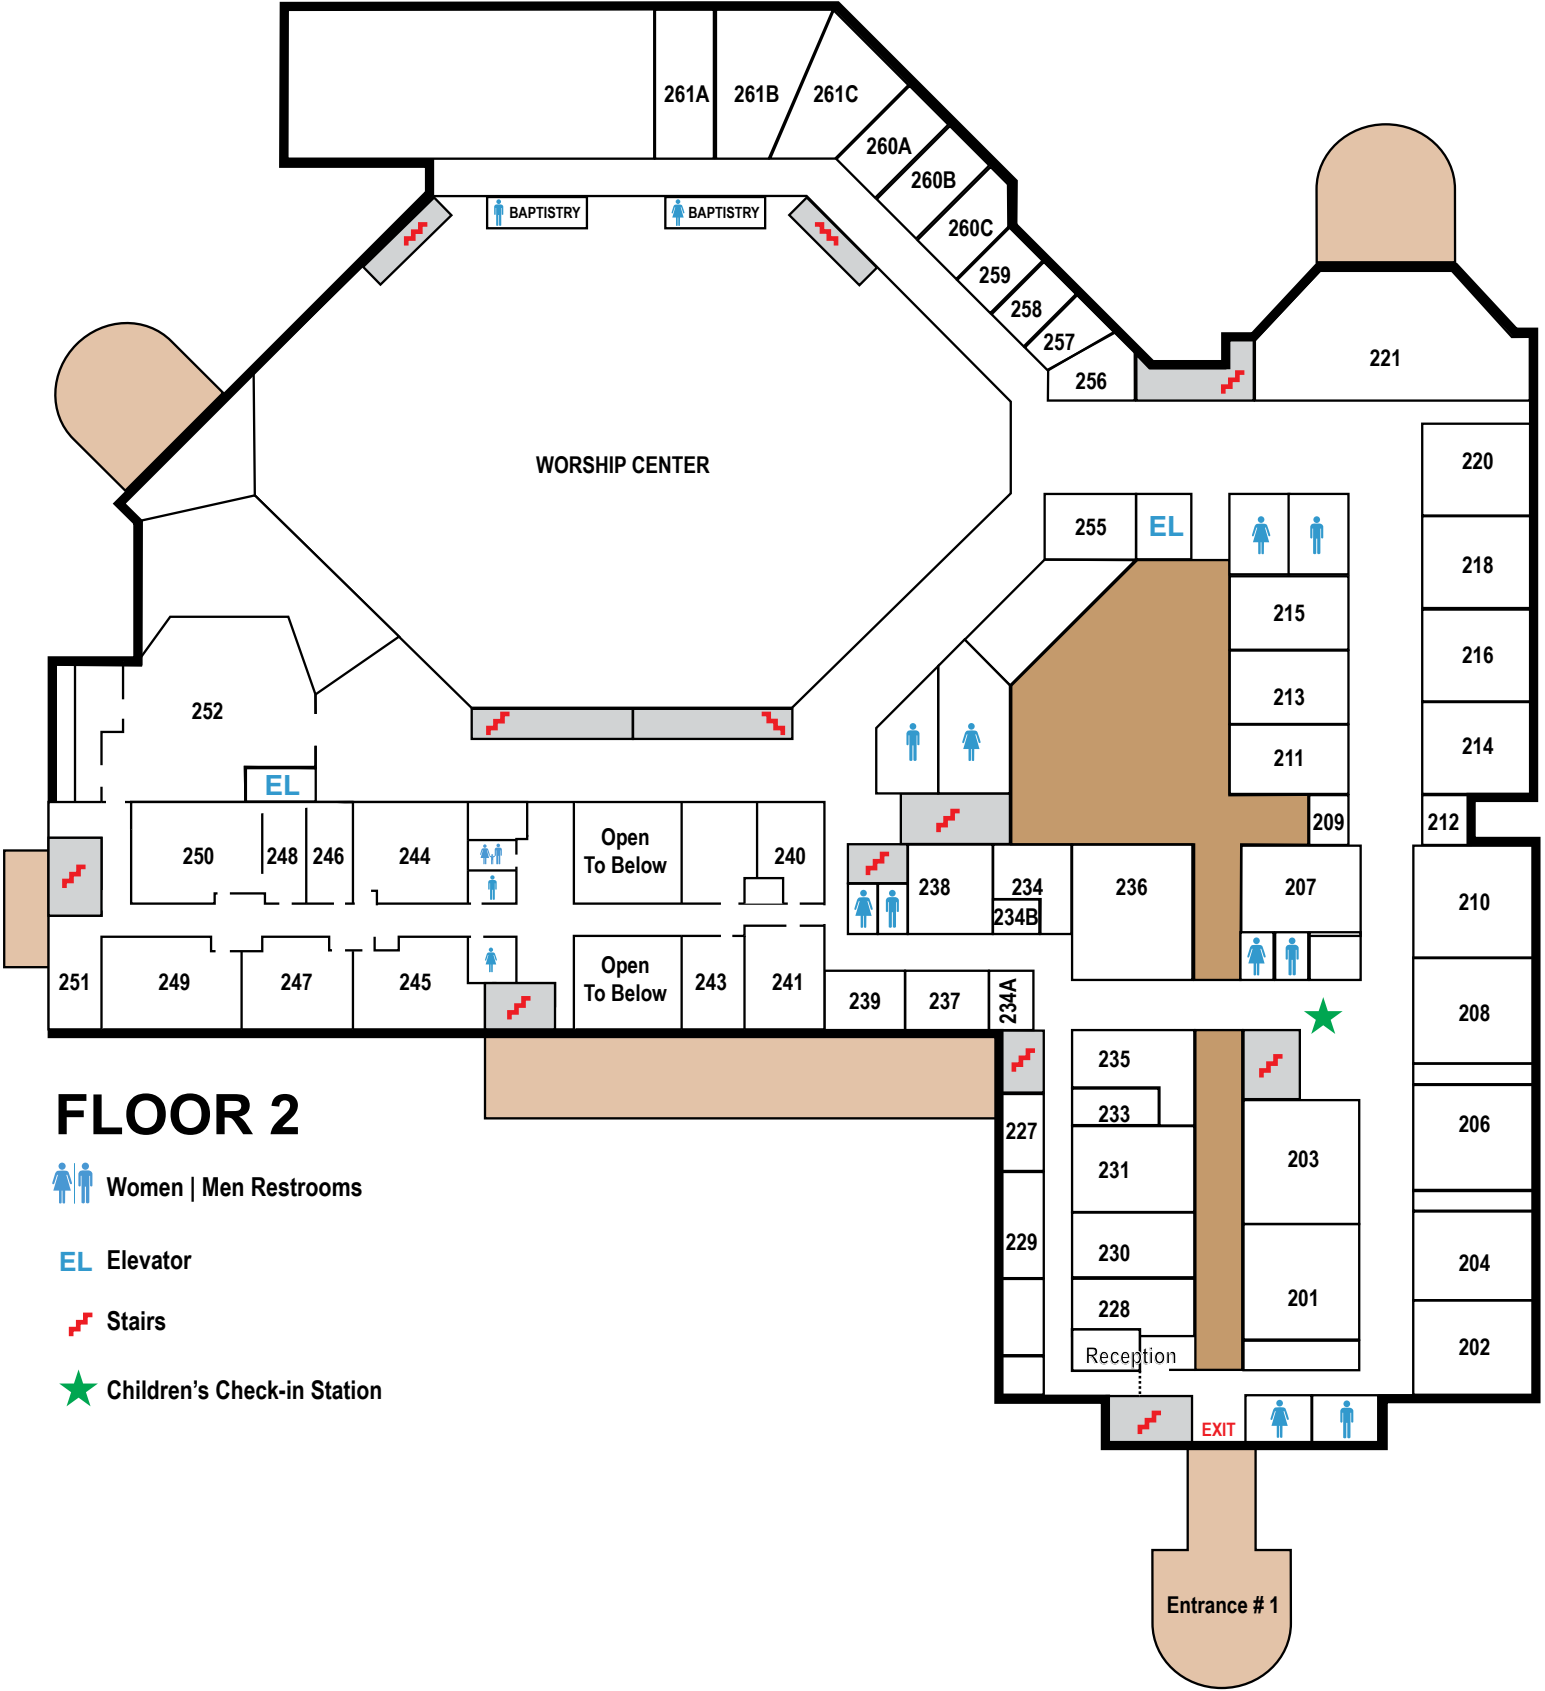 261A
261B
261C
260A
260B
BAPTISTRY
BAPTISTRY
260C
259
258
257
256
221
WORSHIP CENTER
220
255
EL
218
215
216
213
252
214
211
EL
209
212
250
248
246
244
Open
To Below
240
238
234
234B
236
207
210
251
249
247
245
Open
To Below
243
241
239
237
234A
208
235
233
227
231
203
206
229
230
204
228
201
202
Reception
EXIT
Entrance # 1
FLOOR 2
Women | Men Restrooms
EL Elevator
Stairs
Children's Check-in Station